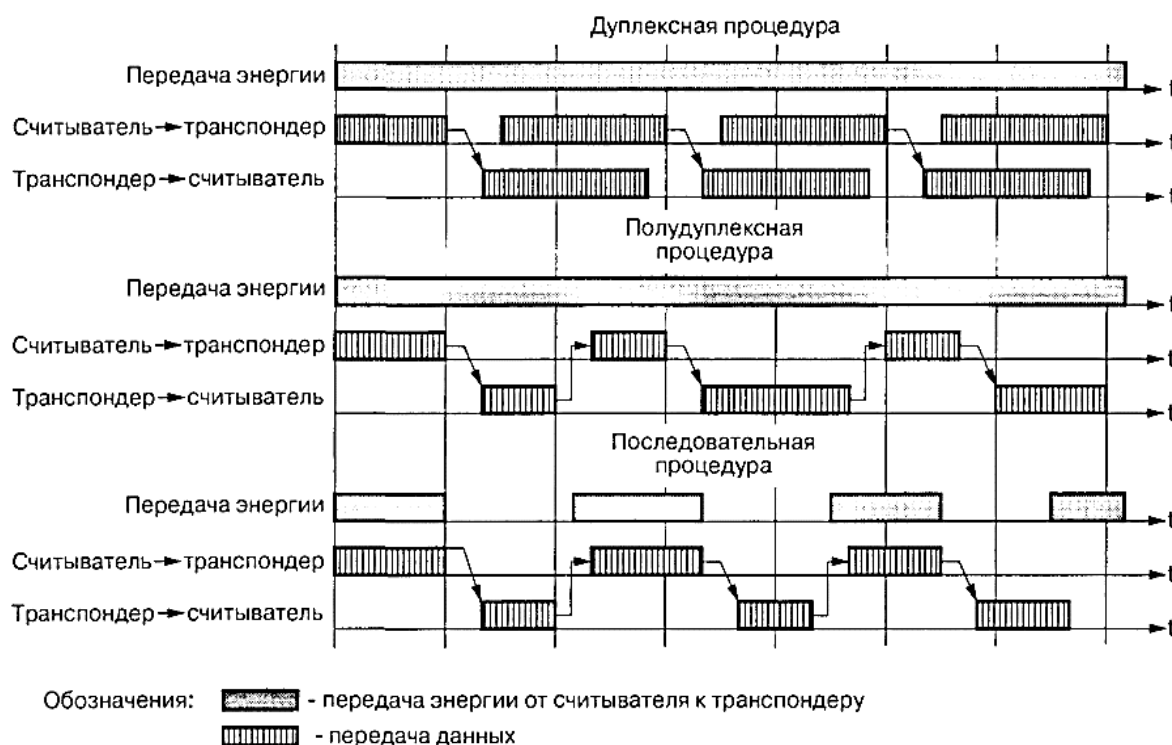 Дуплексная процедура
Передача энергии
t
Считыватель→транспондер
t
Транспондер→считыватель
t
Полудуплексная
процедура
Передача энергии
t
Считыватель→транспондер
t
Транспондер→считыватель
t
Последовательная
процедура
Передача энергии
t
Считыватель→транспондер
t
Транспондер→считыватель
t
Обозначения: - передача энергии от считывателя к транспондеру
- передача данных